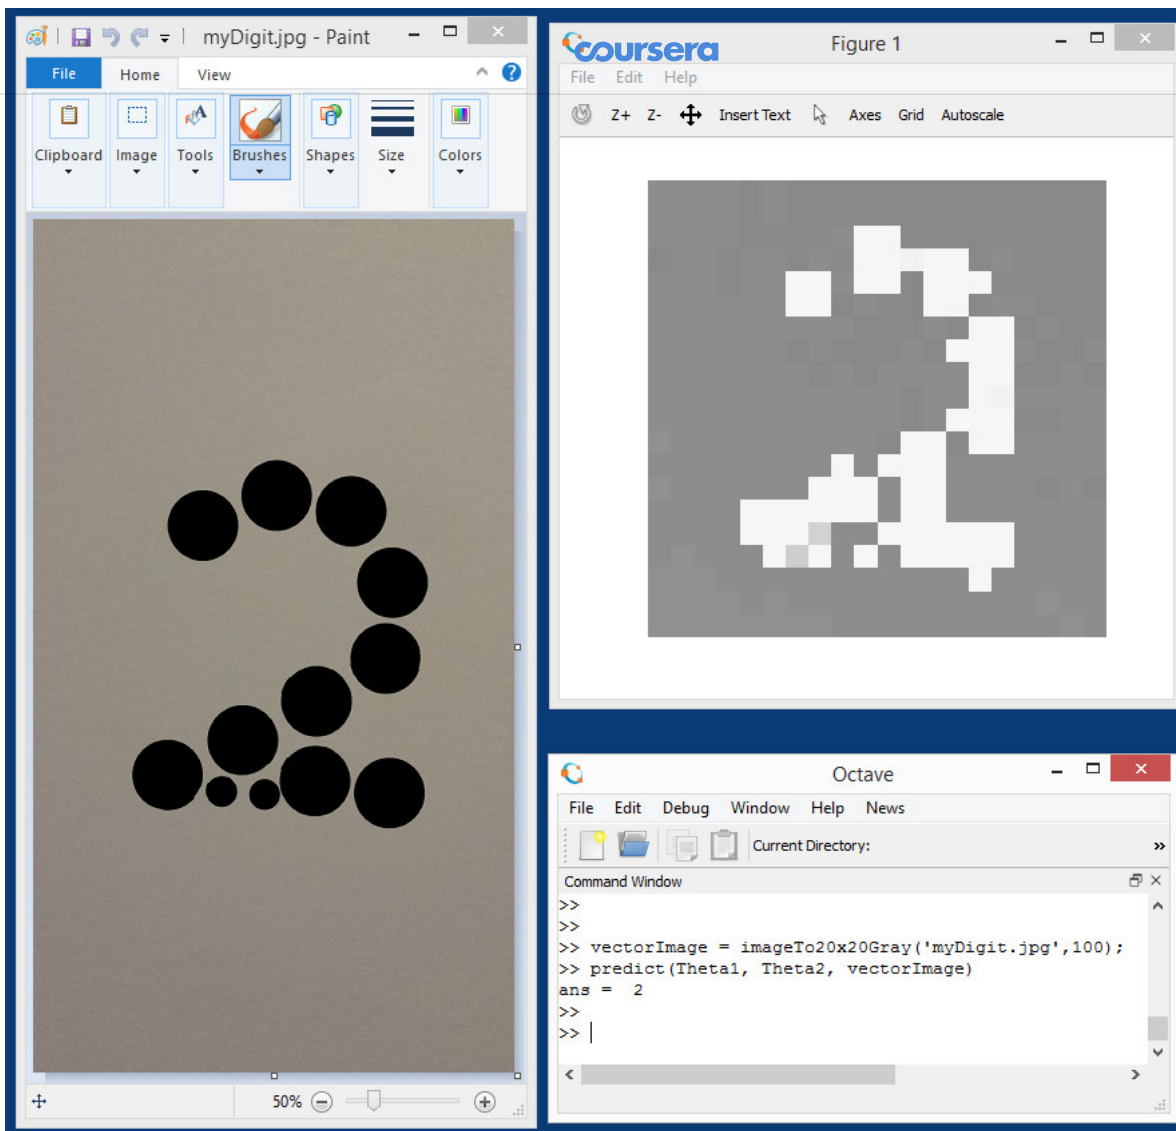 myDigit.jpg - Paint
File Home View
Clipboard Image Tools Brushes Shapes Size Colors
50%
coursera
Figure 1
File Edit Help
Z+ Z- Insert Text Axes Grid Autoscale
Octave
File Edit Debug Window Help News
Current Directory:
Command Window
>>
>>
>> vectorImage = imageTo20x20Gray('myDigit.jpg',100);
>> predict(Theta1, Theta2, vectorImage)
ans =  2
>>
>>